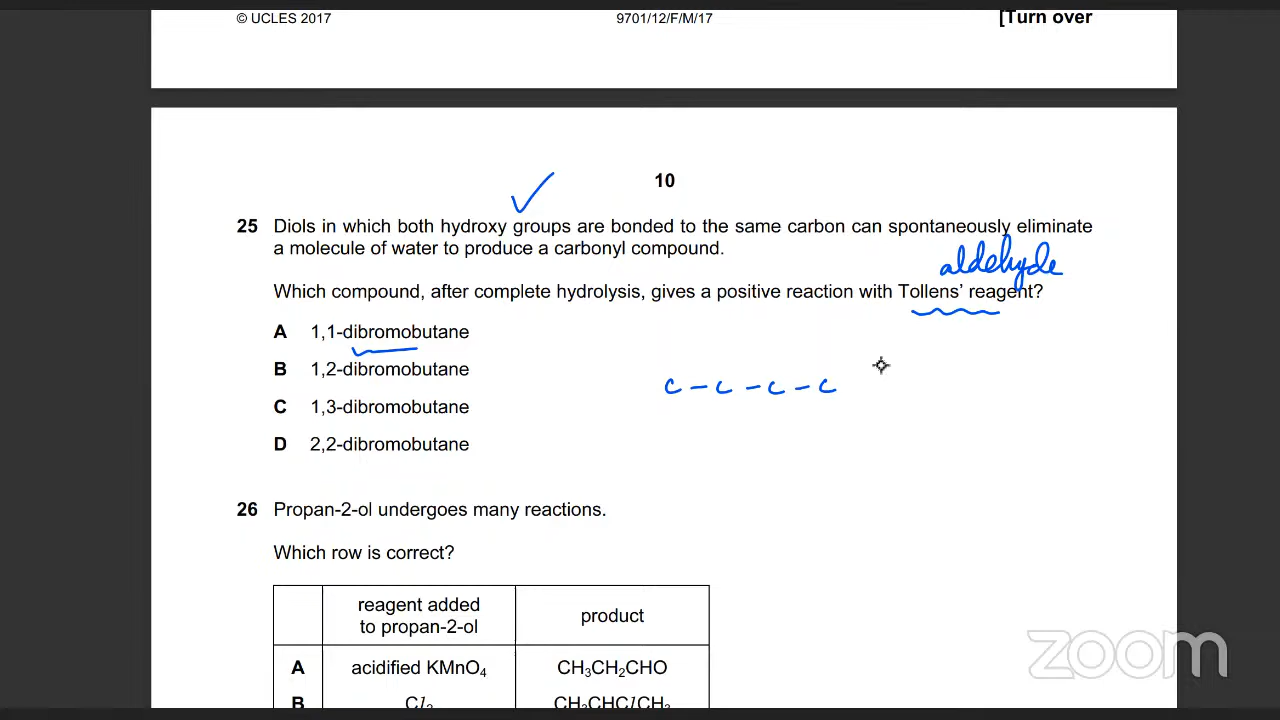 © UCLES 2017 9701/12/F/M/17 [Turn over
10
25 Diols in which both hydroxy groups are bonded to the same carbon can spontaneously eliminate
a molecule of water to produce a carbonyl compound.
aldehyde
Which compound, after complete hydrolysis, gives a positive reaction with Tollens’ reagent?
A 1,1-dibromobutane
B 1,2-dibromobutane
c – c – c – c
C 1,3-dibromobutane
D 2,2-dibromobutane
26 Propan-2-ol undergoes many reactions.
Which row is correct?
reagent added
to propan-2-ol
product
A acidified KMnO₄ CH₃CH₂CHO
B Cl₂ CH₃CHClCH₃
zoom